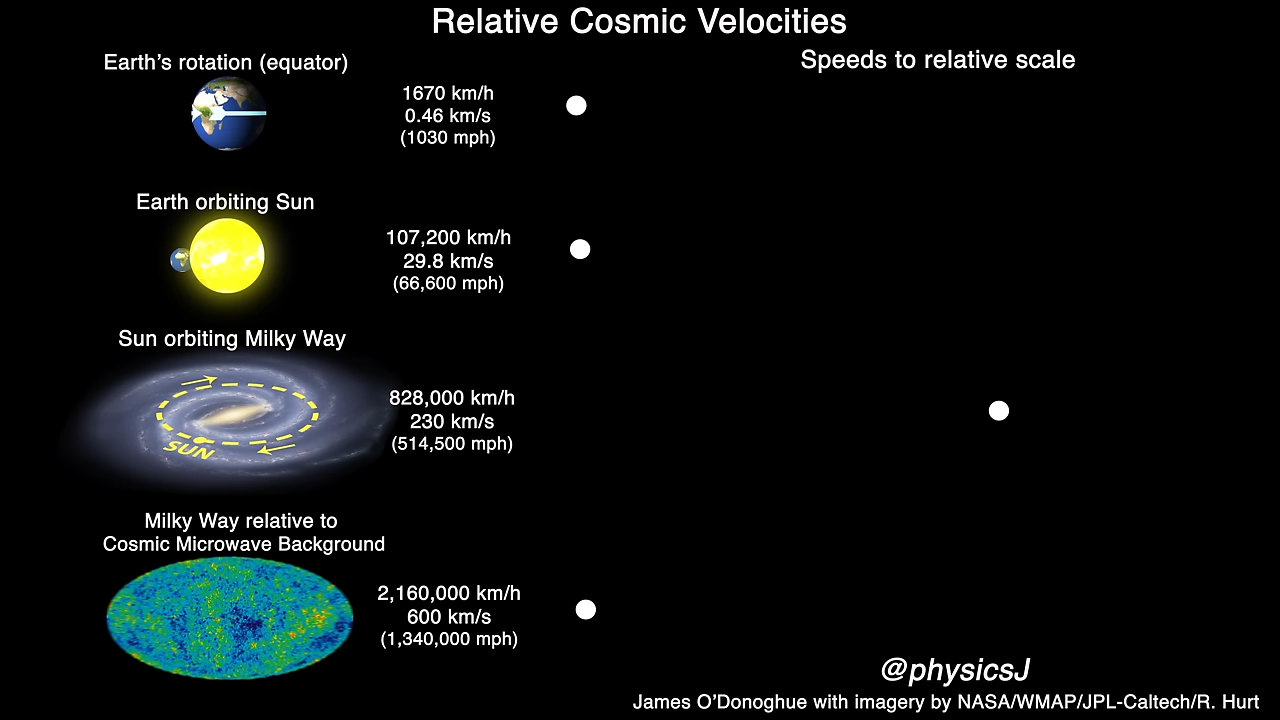 Relative Cosmic Velocities
Speeds to relative scale
Earth's rotation (equator)
1670 km/h
0.46 km/s
(1030 mph)
Earth orbiting Sun
107,200 km/h
29.8 km/s
(66,600 mph)
Sun orbiting Milky Way
SUN
828,000 km/h
230 km/s
(514,500 mph)
Milky Way relative to
Cosmic Microwave Background
2,160,000 km/h
600 km/s
(1,340,000 mph)
@physicsJ
James O'Donoghue with imagery by NASA/WMAP/JPL-Caltech/R. Hurt